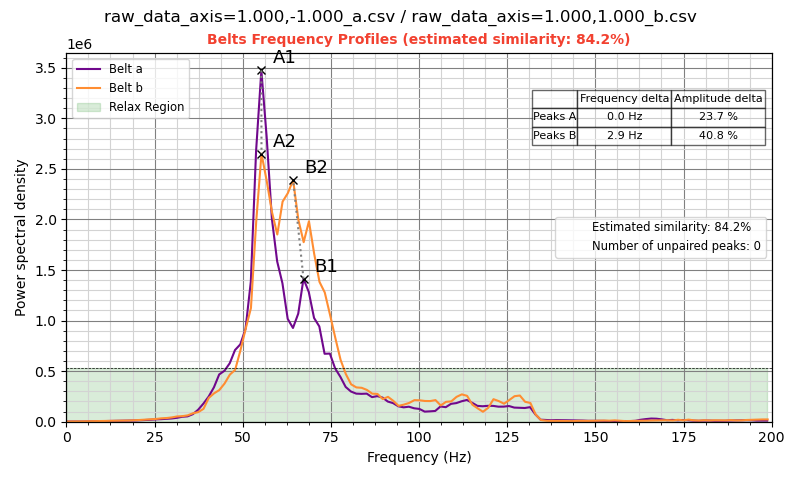 raw_data_axis=1.000,-1.000_a.csv / raw_data_axis=1.000,1.000_b.csv
Belts Frequency Profiles (estimated similarity: 84.2%)
1e6
Belt a
Belt b
Relax Region
A1
A2
B2
B1
Frequency delta Amplitude delta
Peaks A 0.0 Hz 23.7 %
Peaks B 2.9 Hz 40.8 %
Estimated similarity: 84.2%
Number of unpaired peaks: 0
Power spectral density
3.5
3.0
2.5
2.0
1.5
1.0
0.5
0.0
0 25 50 75 100 125 150 175 200
Frequency (Hz)